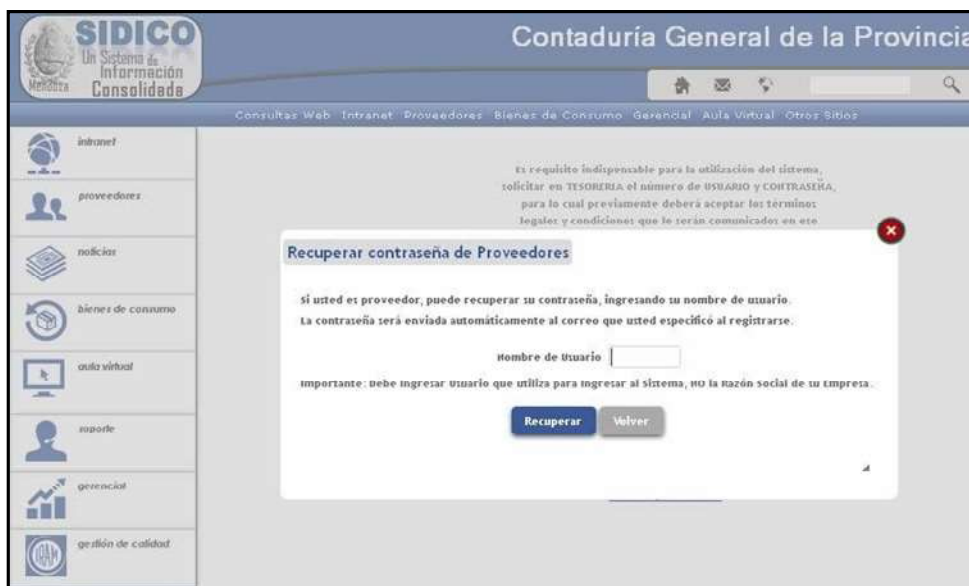 SIDICO
Un Sistema de
Información
Consolidada
Mendoza
Contaduría General de la Provincia
Consultas Web Intranet Proveedores Bienes de Consumo Gerencial Aula Virtual Otros Sitios
intranet
proveedores
noticias
bienes de consumo
aula virtual
soporte
gerencial
gestión de calidad
IRAM
Es requisito indispensable para la utilización del sistema,
solicitar en TESORERIA el número de USUARIO y CONTRASEÑA,
para lo cual previamente deberá aceptar los términos
legales y condiciones que le serán comunicados en ese
Recuperar contraseña de Proveedores
Si usted es proveedor, puede recuperar su contraseña, ingresando su nombre de usuario.
La contraseña será enviada automáticamente al correo que usted especificó al registrarse.
Nombre de Usuario
Importante: Debe Ingresar Usuario que utiliza para Ingresar al sistema, NO la Razón Social de su Empresa.
Recuperar Volver